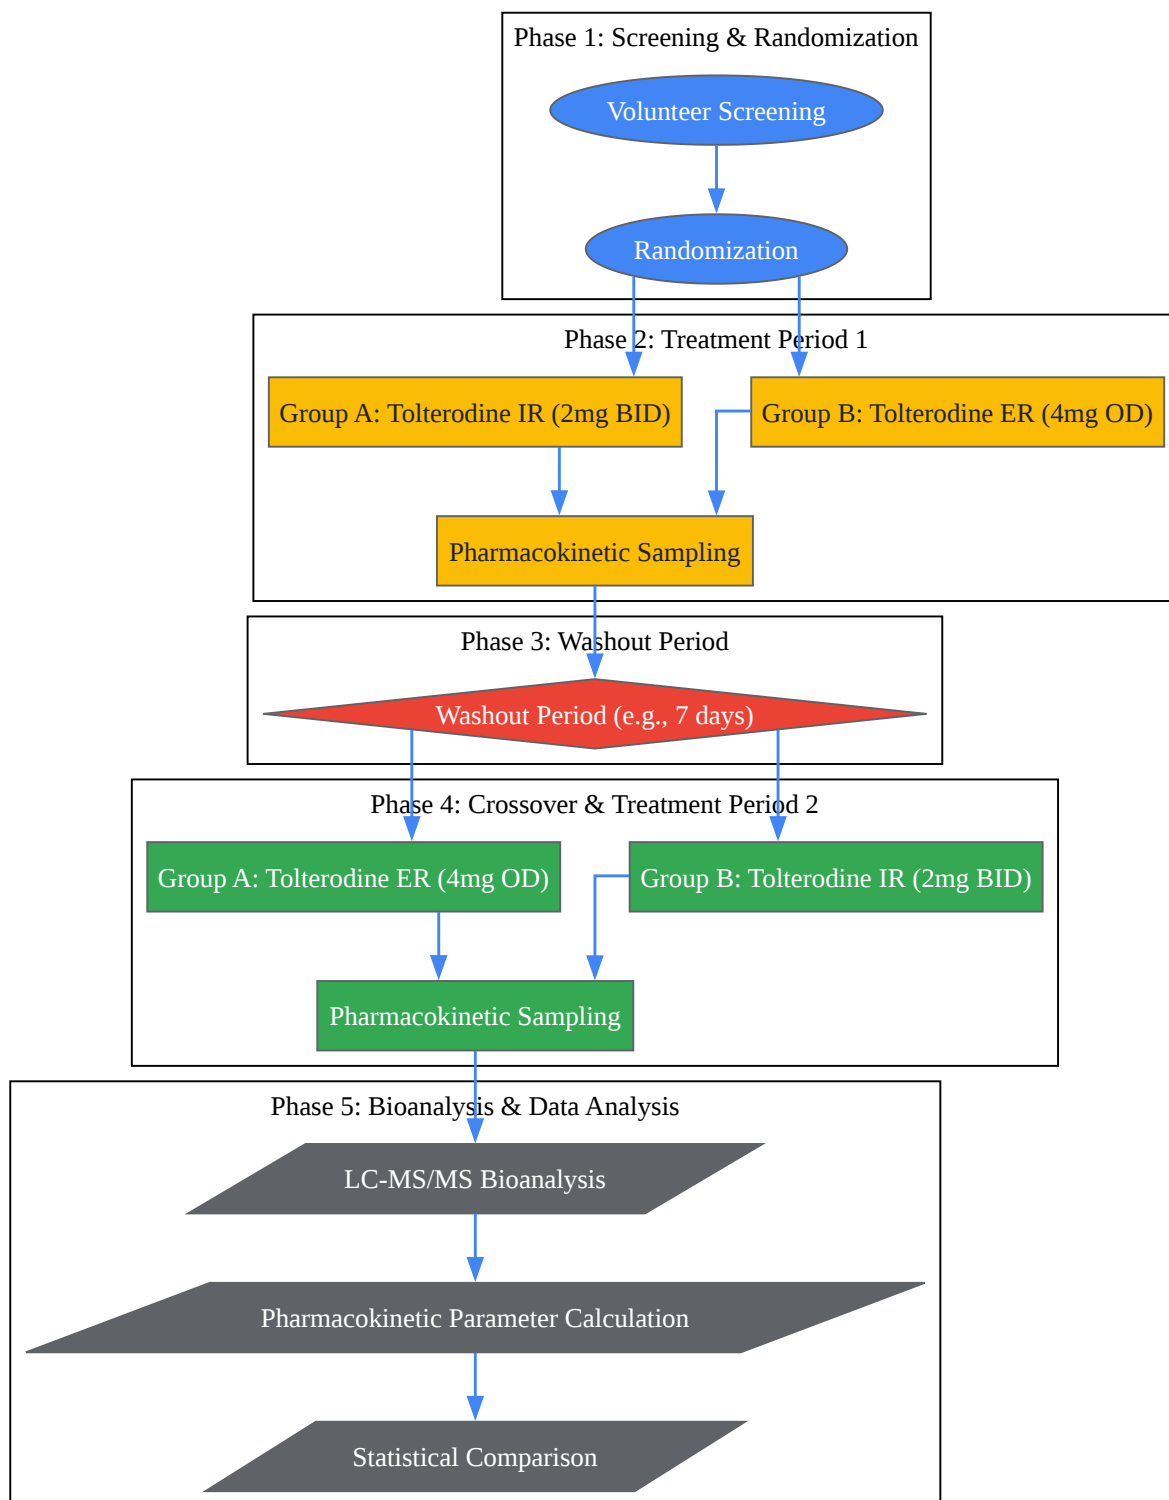 Phase 1: Screening & Randomization
Volunteer Screening
Randomization
Phase 2: Treatment Period 1
Group A: Tolterodine IR (2mg BID)
Group B: Tolterodine ER (4mg OD)
Pharmacokinetic Sampling
Phase 3: Washout Period
Washout Period (e.g., 7 days)
Phase 4: Crossover & Treatment Period 2
Group A: Tolterodine ER (4mg OD)
Group B: Tolterodine IR (2mg BID)
Pharmacokinetic Sampling
Phase 5: Bioanalysis & Data Analysis
LC-MS/MS Bioanalysis
Pharmacokinetic Parameter Calculation
Statistical Comparison